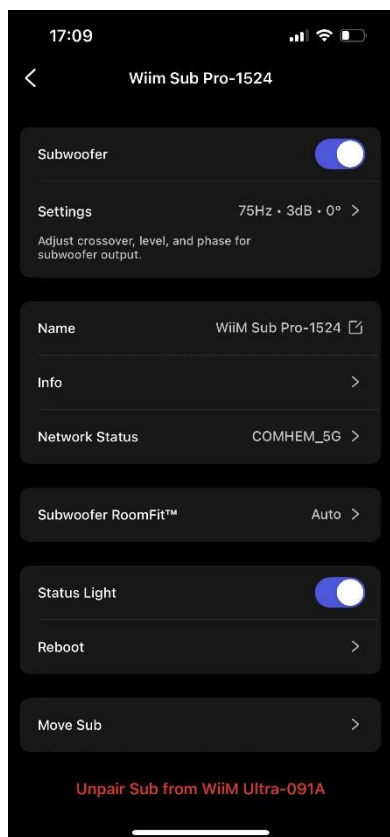 17:09
Wiim Sub Pro-1524
Subwoofer
Settings 75Hz • 3dB • 0° >
Adjust crossover, level, and phase for
subwoofer output.
Name WiiM Sub Pro-1524
Info >
Network Status COMHEM_5G >
Subwoofer RoomFit™ Auto >
Status Light
Reboot >
Move Sub >
Unpair Sub from WiiM Ultra-091A